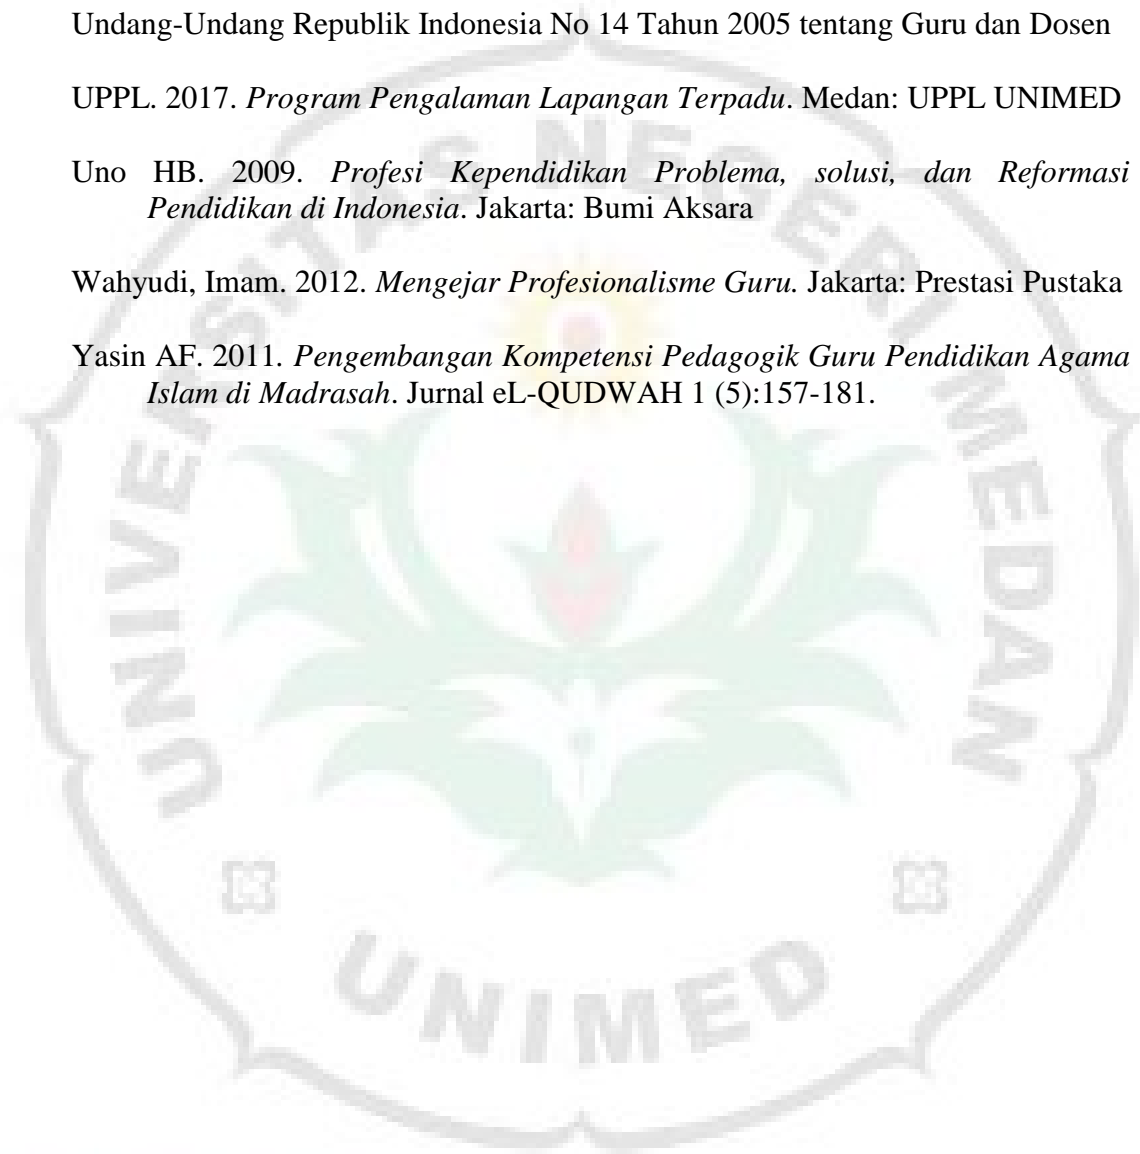 Undang-Undang Republik Indonesia No 14 Tahun 2005 tentang Guru dan Dosen
UPPL. 2017. Program Pengalaman Lapangan Terpadu. Medan: UPPL UNIMED
Uno HB. 2009. Profesi Kependidikan Problema, solusi, dan Reformasi
Pendidikan di Indonesia. Jakarta: Bumi Aksara
Wahyudi, Imam. 2012. Mengejar Profesionalisme Guru. Jakarta: Prestasi Pustaka
Yasin AF. 2011. Pengembangan Kompetensi Pedagogik Guru Pendidikan Agama
Islam di Madrasah. Jurnal eL-QUDWAH 1 (5):157-181.
UNIVERSITAS NEGERI MEDAN
UNIMED